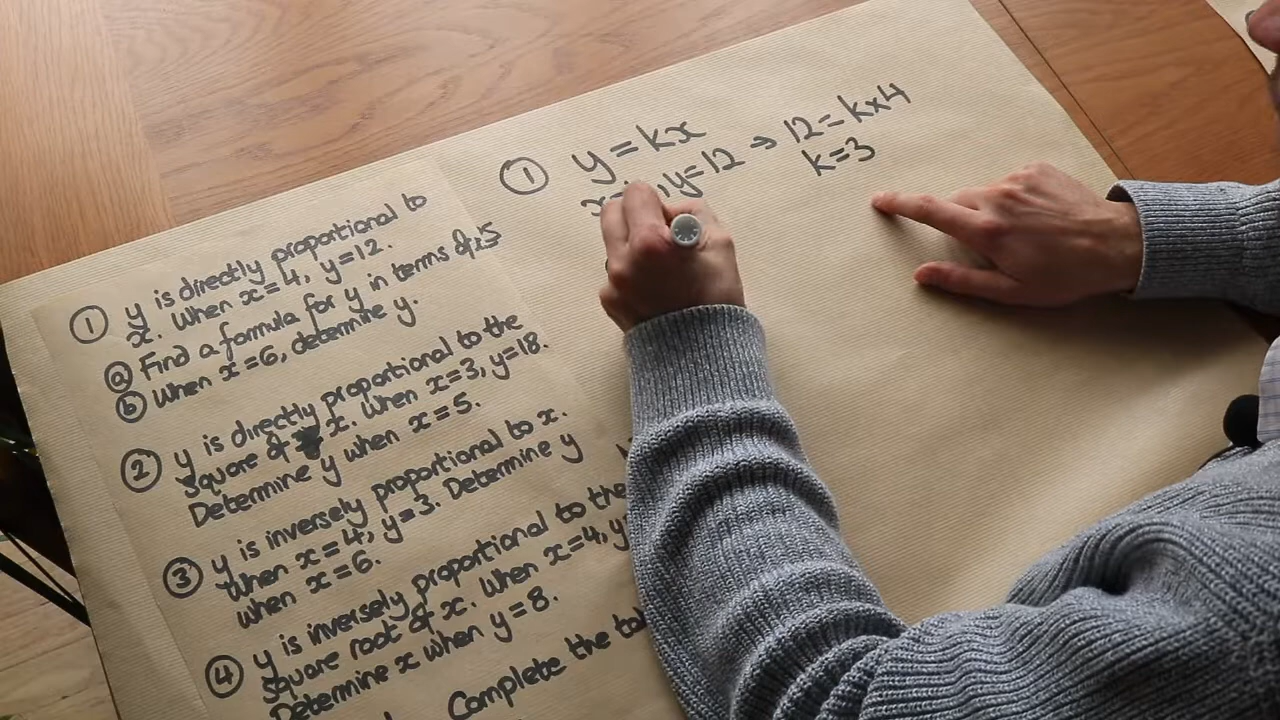 ① y is directly proportional to
x. When x=4, y=12.
ⓐ Find a formula for y in terms of x
ⓑ When x=6, determine y.
② y is directly proportional to the
square of x. When x=3, y=18.
Determine y when x=5.
③ y is inversely proportional to x.
When x=4, y=3. Determine y
when x=6.
④ y is inversely proportional to the
square root of x. When x=4, y
Determine x when y=8.
Complete the
① y=kx
x= , y=12 → 12=k×4
k=3